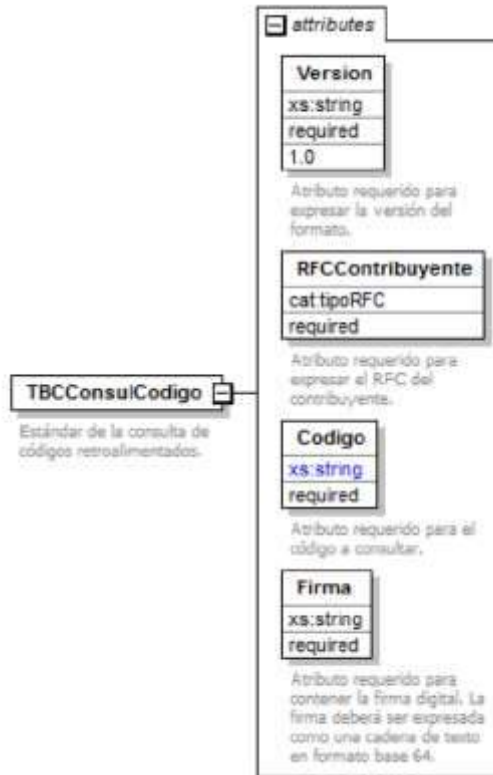 attributes
Version
xs:string
required
1.0
Atributo requerido para
expresar la versión del
formato.
RFCContribuyente
cat:tipoRFC
required
Atributo requerido para
expresar el RFC del
contribuyente.
TBCConsulCodigo
Estándar de la consulta de
códigos retroalimentados.
Codigo
xs:string
required
Atributo requerido para el
código a consultar.
Firma
xs:string
required
Atributo requerido para
contener la firma digital. La
firma deberá ser expresada
como una cadena de texto
en formato base 64.